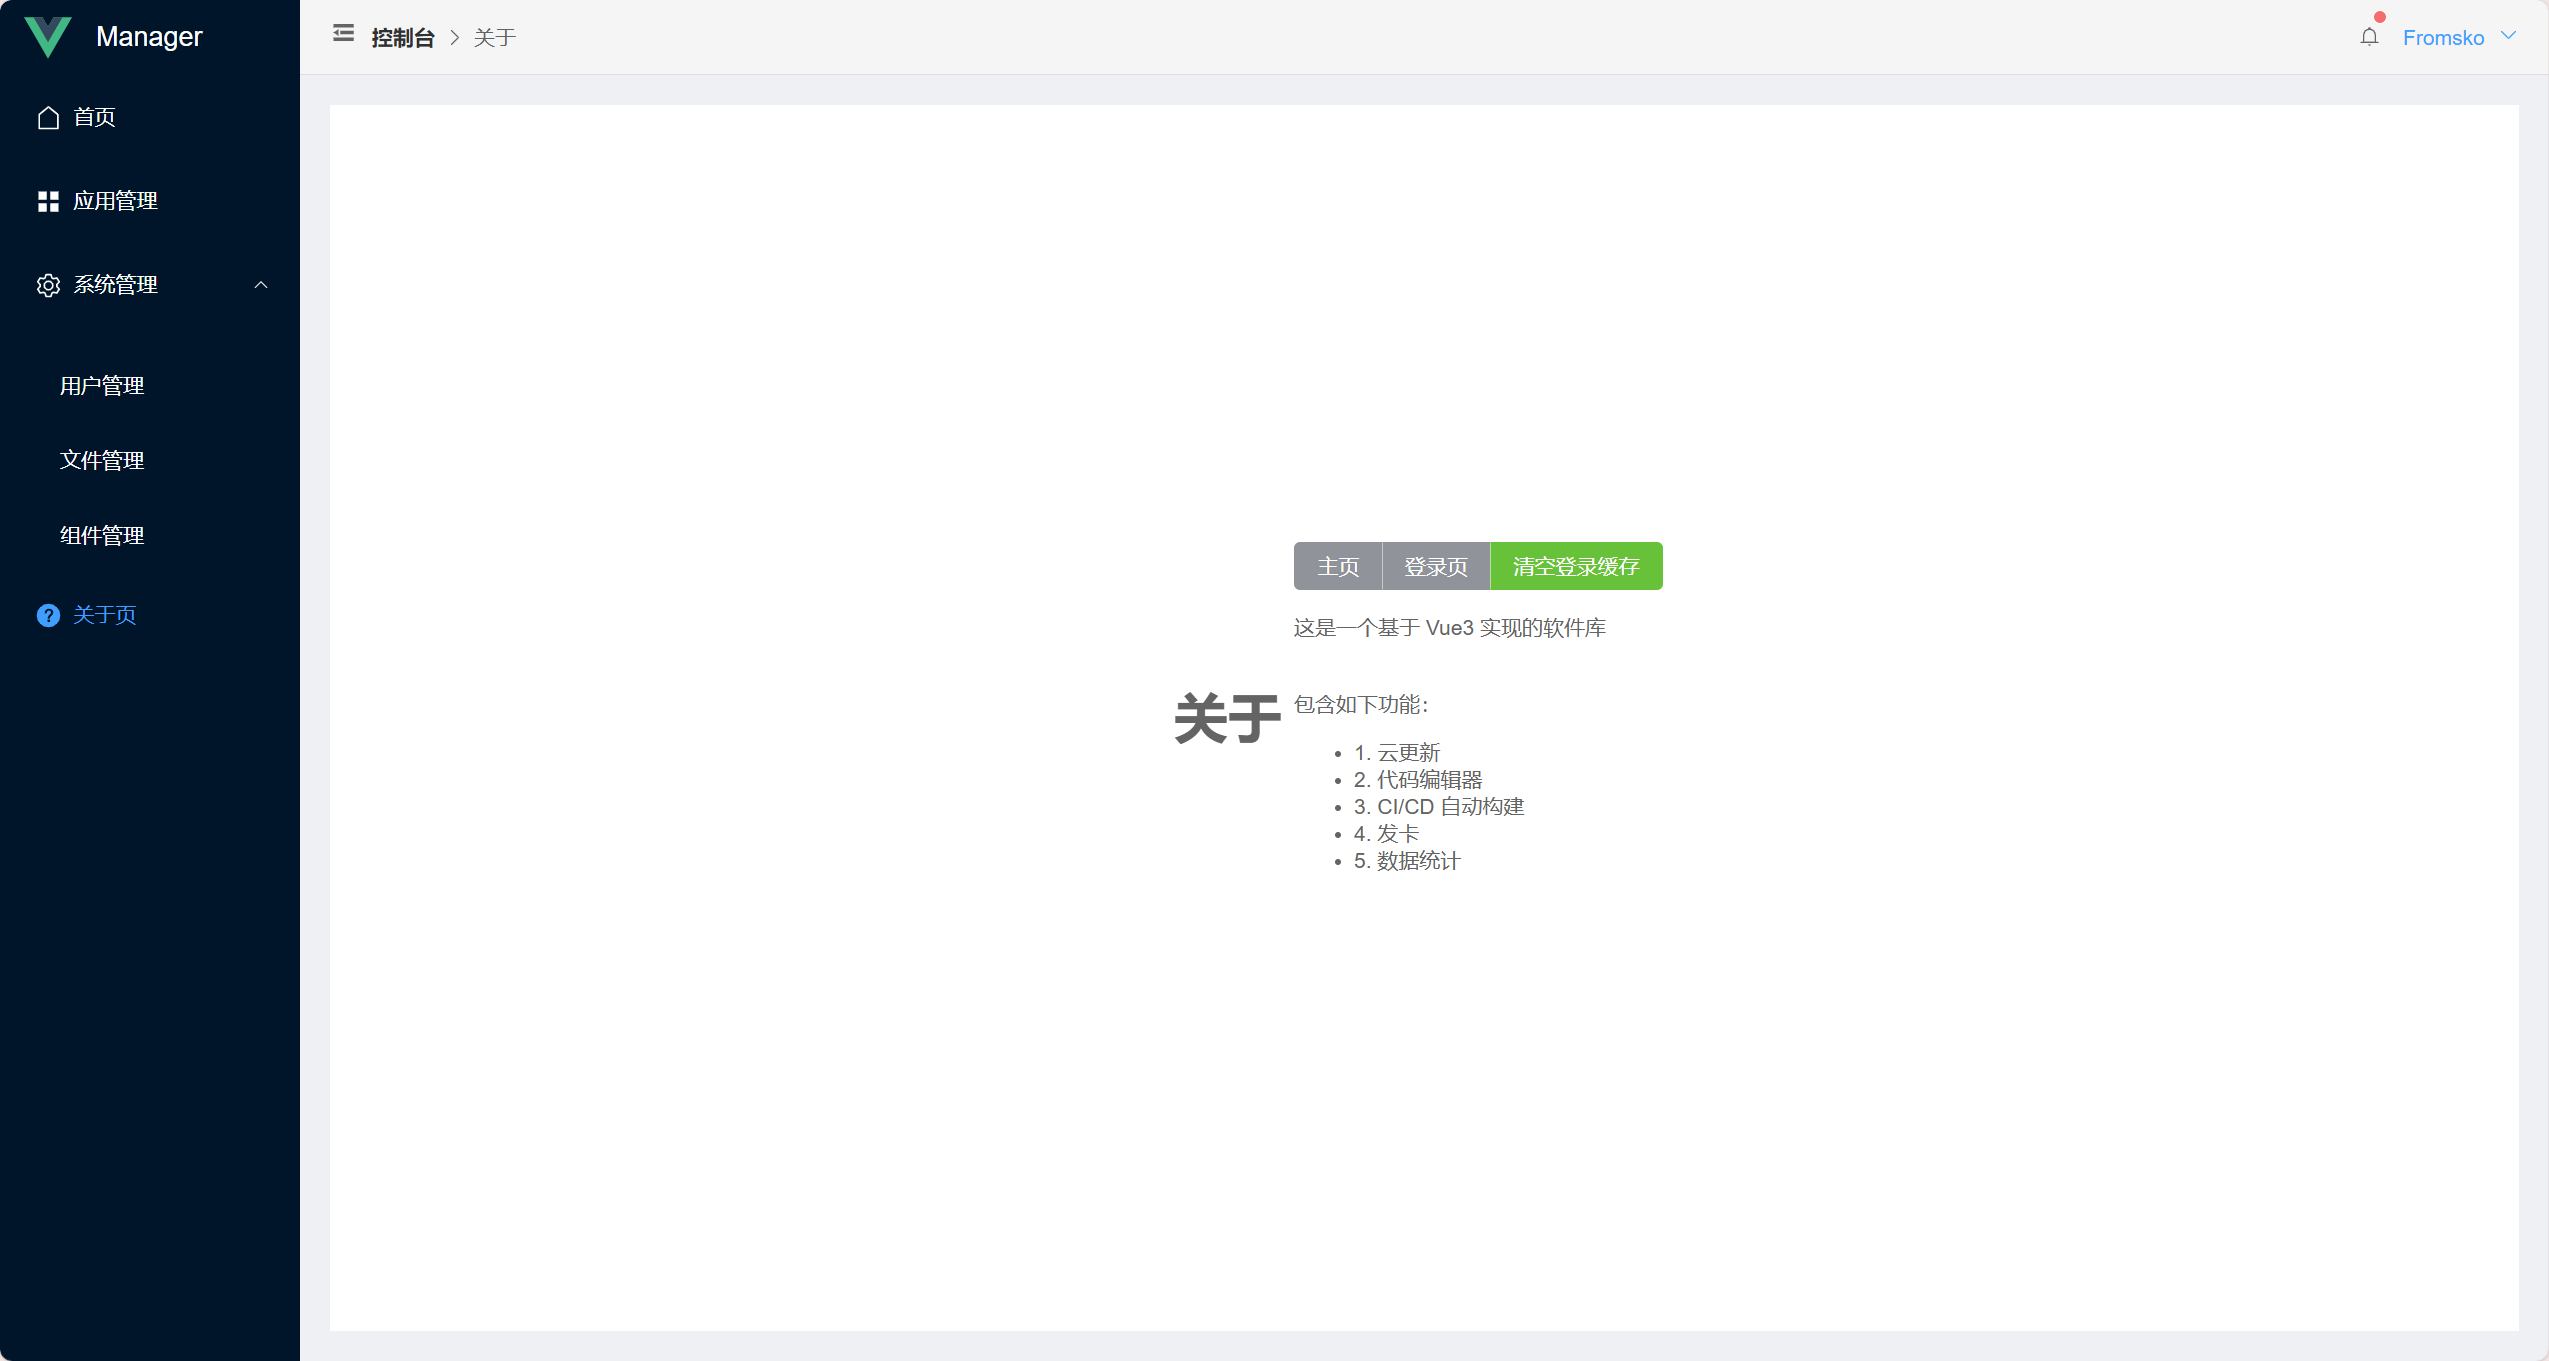 Manager
首页
应用管理
系统管理
用户管理
文件管理
组件管理
关于页
控制台 > 关于
Fromsko
主页 登录页 清空登录缓存
这是一个基于 Vue3 实现的软件库
关于
包含如下功能：
• 1. 云更新
• 2. 代码编辑器
• 3. CI/CD 自动构建
• 4. 发卡
• 5. 数据统计